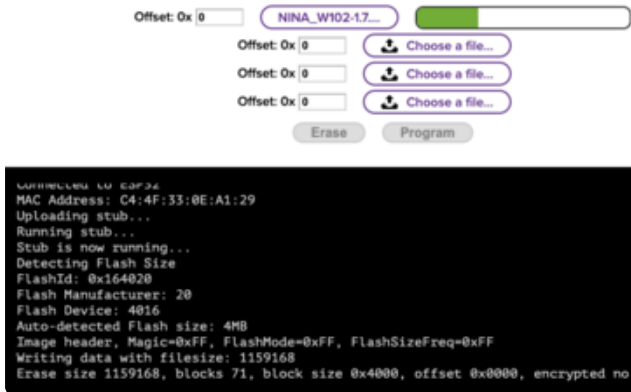 Offset: 0x 0 NINA_W102-1.7....
Offset: 0x 0 Choose a file...
Offset: 0x 0 Choose a file...
Offset: 0x 0 Choose a file...
Erase Program
Connected to ESP32
MAC Address: C4:4F:33:0E:A1:29
Uploading stub...
Running stub...
Stub is now running...
Detecting Flash Size
FlashId: 0x164020
Flash Manufacturer: 20
Flash Device: 4016
Auto-detected Flash size: 4MB
Image header, Magic=0xFF, FlashMode=0xFF, FlashSizeFreq=0xFF
Writing data with filesize: 1159168
Erase size 1159168, blocks 71, block size 0x4000, offset 0x0000, encrypted no